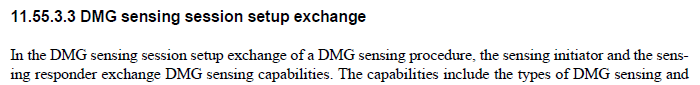 11.55.3.3 DMG sensing session setup exchange
In the DMG sensing session setup exchange of a DMG sensing procedure, the sensing initiator and the sens-
ing responder exchange DMG sensing capabilities. The capabilities include the types of DMG sensing and